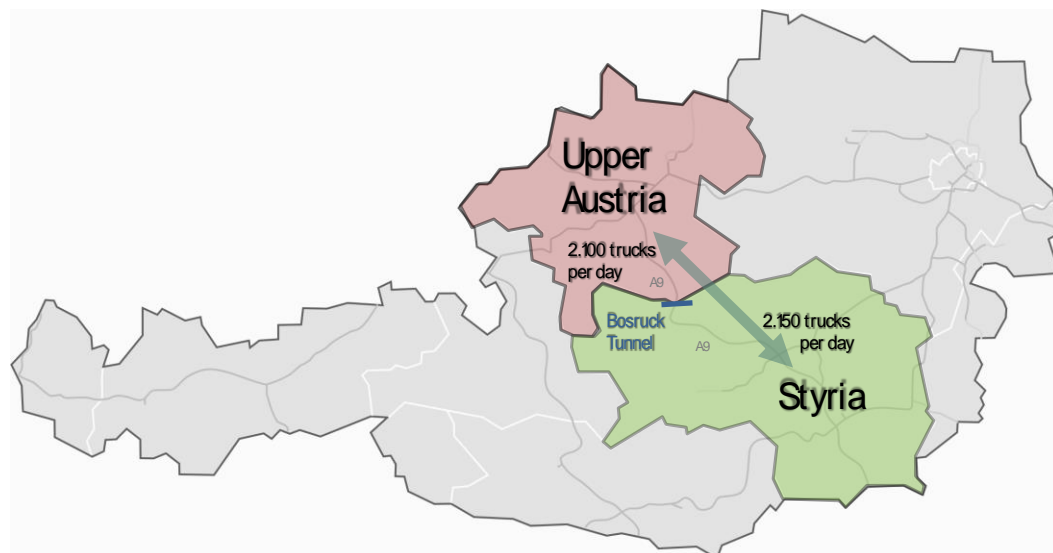 Upper
Austria
2.100 trucks
per day
A9
Bosruck
Tunnel
A9
2.150 trucks
per day
Styria